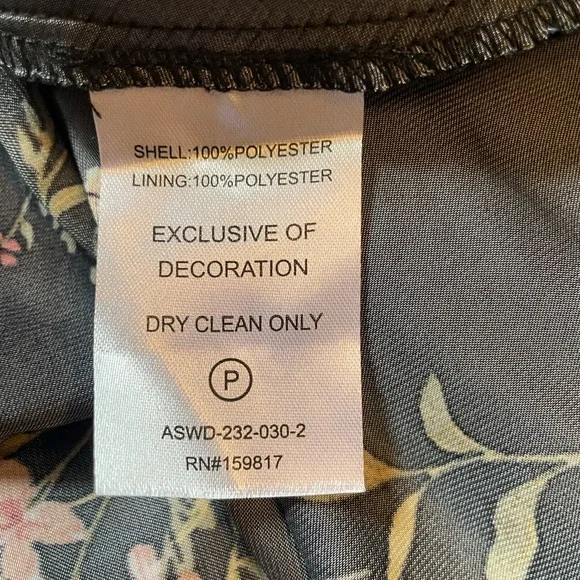 SHELL:100%POLYESTER
LINING:100%POLYESTER
EXCLUSIVE OF
DECORATION
DRY CLEAN ONLY
P
ASWD-232-030-2
RN#159817